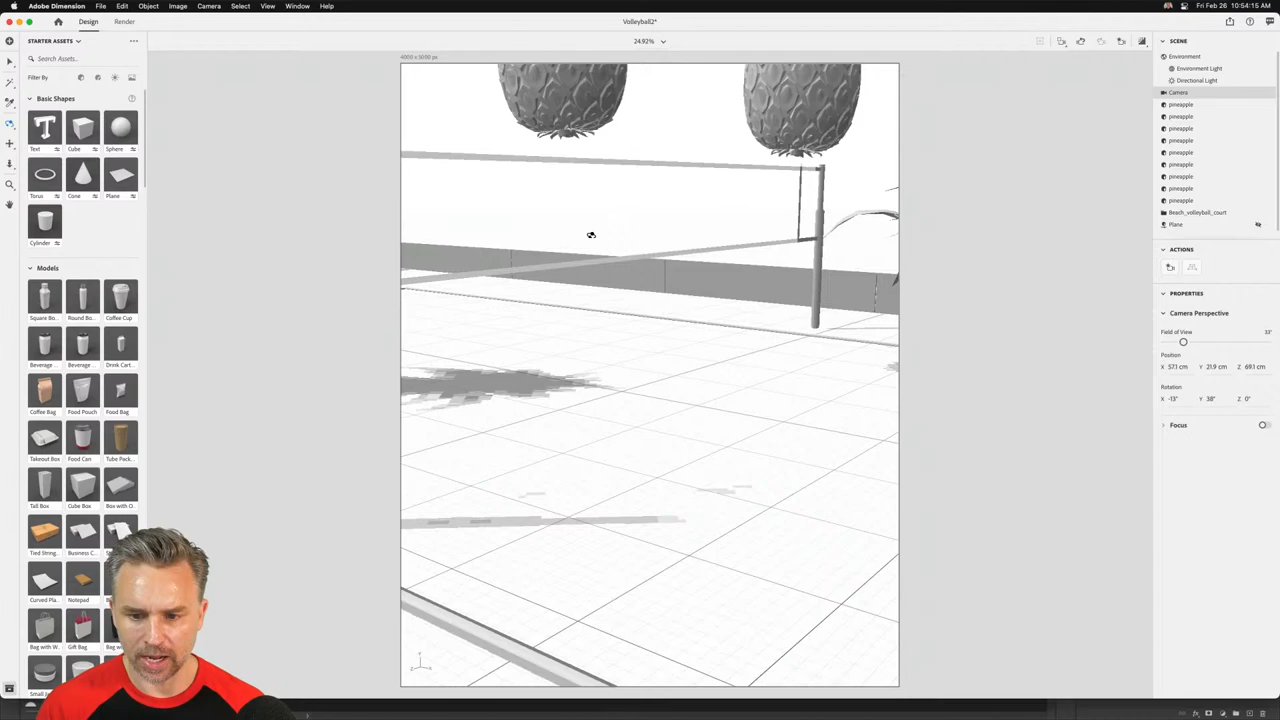 Adobe Dimension File Edit Object Image Camera Select View Window Help
Fri Feb 26 10:54:15 AM
Design Render
Volleyball2*
STARTER ASSETS
24.92%
Search Assets...
Filter By
Basic Shapes
Text Cube Sphere
Torus Cone Plane
Cylinder
Models
Square Bo... Round Bo... Coffee Cup
Beverage ... Beverage ... Drink Cart...
Coffee Bag Food Pouch Food Bag
Takeout Box Food Can Tube Pack...
Tall Box Cube Box Box with O...
Tied String... Business C...
Curved Pla... Notepad
Bag with W... Gift Bag
4000 x 5000 px
SCENE
Environment
Environment Light
Directional Light
Camera
pineapple
pineapple
pineapple
pineapple
pineapple
pineapple
pineapple
pineapple
pineapple
Beach_volleyball_court
Plane
ACTIONS
PROPERTIES
Camera Perspective
Field of View 33°
Position
X 57.1 cm Y 21.9 cm Z 69.1 cm
Rotation
X -13° Y 38° Z 0°
Focus